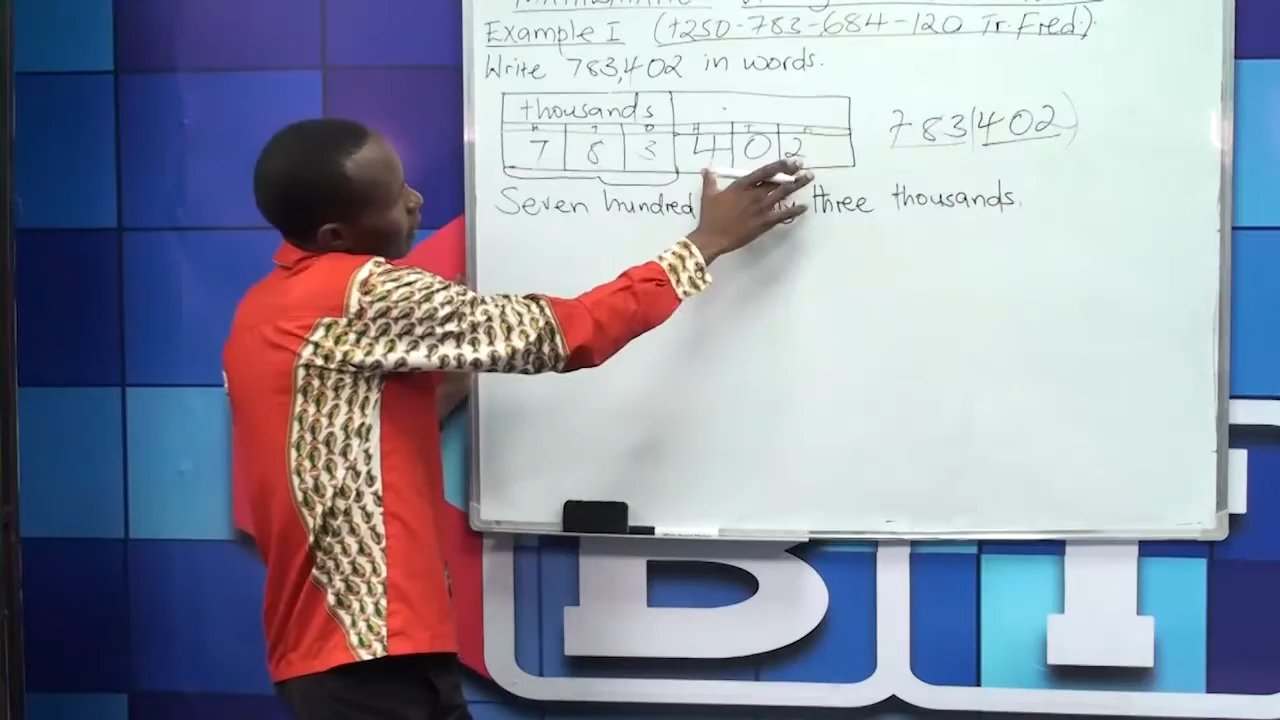 Example I (+250-783-684-120 Tr. Fred).
Write 783,402 in words.
thousands
H T O H T
7 8 3 4 0 2
783 402
Seven hundred three thousands.
B